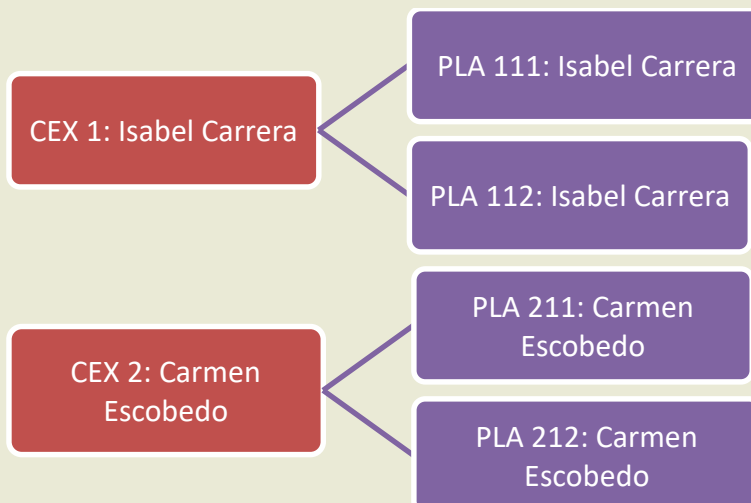 PLA 111: Isabel Carrera
CEX 1: Isabel Carrera
PLA 112: Isabel Carrera
PLA 211: Carmen
Escobedo
CEX 2: Carmen
Escobedo
PLA 212: Carmen
Escobedo